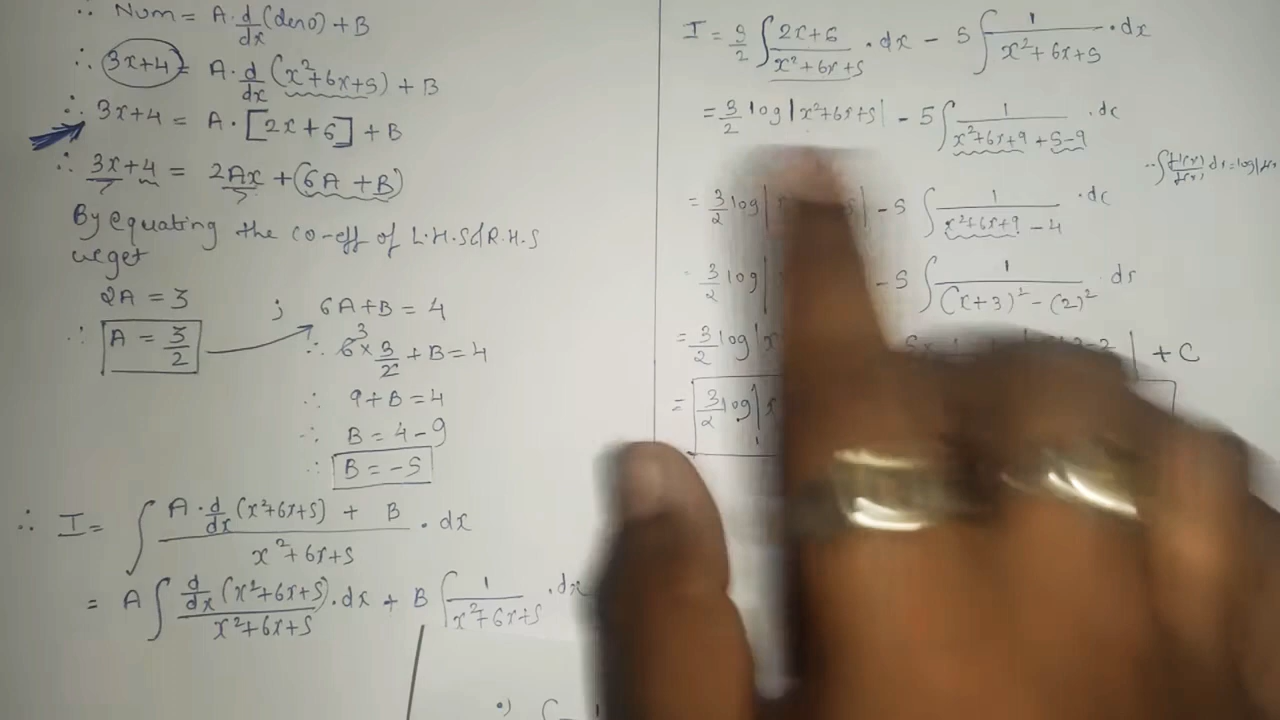 ∴ Num = A·d/dx(deno) + B
∴ 3x+4 = A·d/dx(x²+6x+5) + B
∴ 3x+4 = A·[2x+6] + B
∴ 3x+4 = 2Ax + (6A+B)
By equating the co-eff of L.H.S & R.H.S
we get
2A = 3 ; 6A+B = 4
∴ A = 3/2
∴ 6³ × 3/2 + B = 4
∴ 9+B = 4
∴ B = 4-9
∴ B = -5
∴ I = ∫ A·d/dx(x²+6x+5) + B / x²+6x+5 · dx
= A ∫ d/dx(x²+6x+5) / x²+6x+5 · dx + B ∫ 1 / x²+6x+5 · dx
I = 3/2 ∫ 2x+6 / x²+6x+5 · dx - 5 ∫ 1 / x²+6x+5 · dx
= 3/2 log|x²+6x+5| - 5 ∫ 1 / x²+6x+9+5-9 · dx
= 3/2 log| 5| - 5 ∫ 1 / x²+6x+9-4 · dx
= 3/2 log| - 5 ∫ 1 / (x+3)²-(2)² dx
= 3/2 log|x | + C
= 3/2 log|x